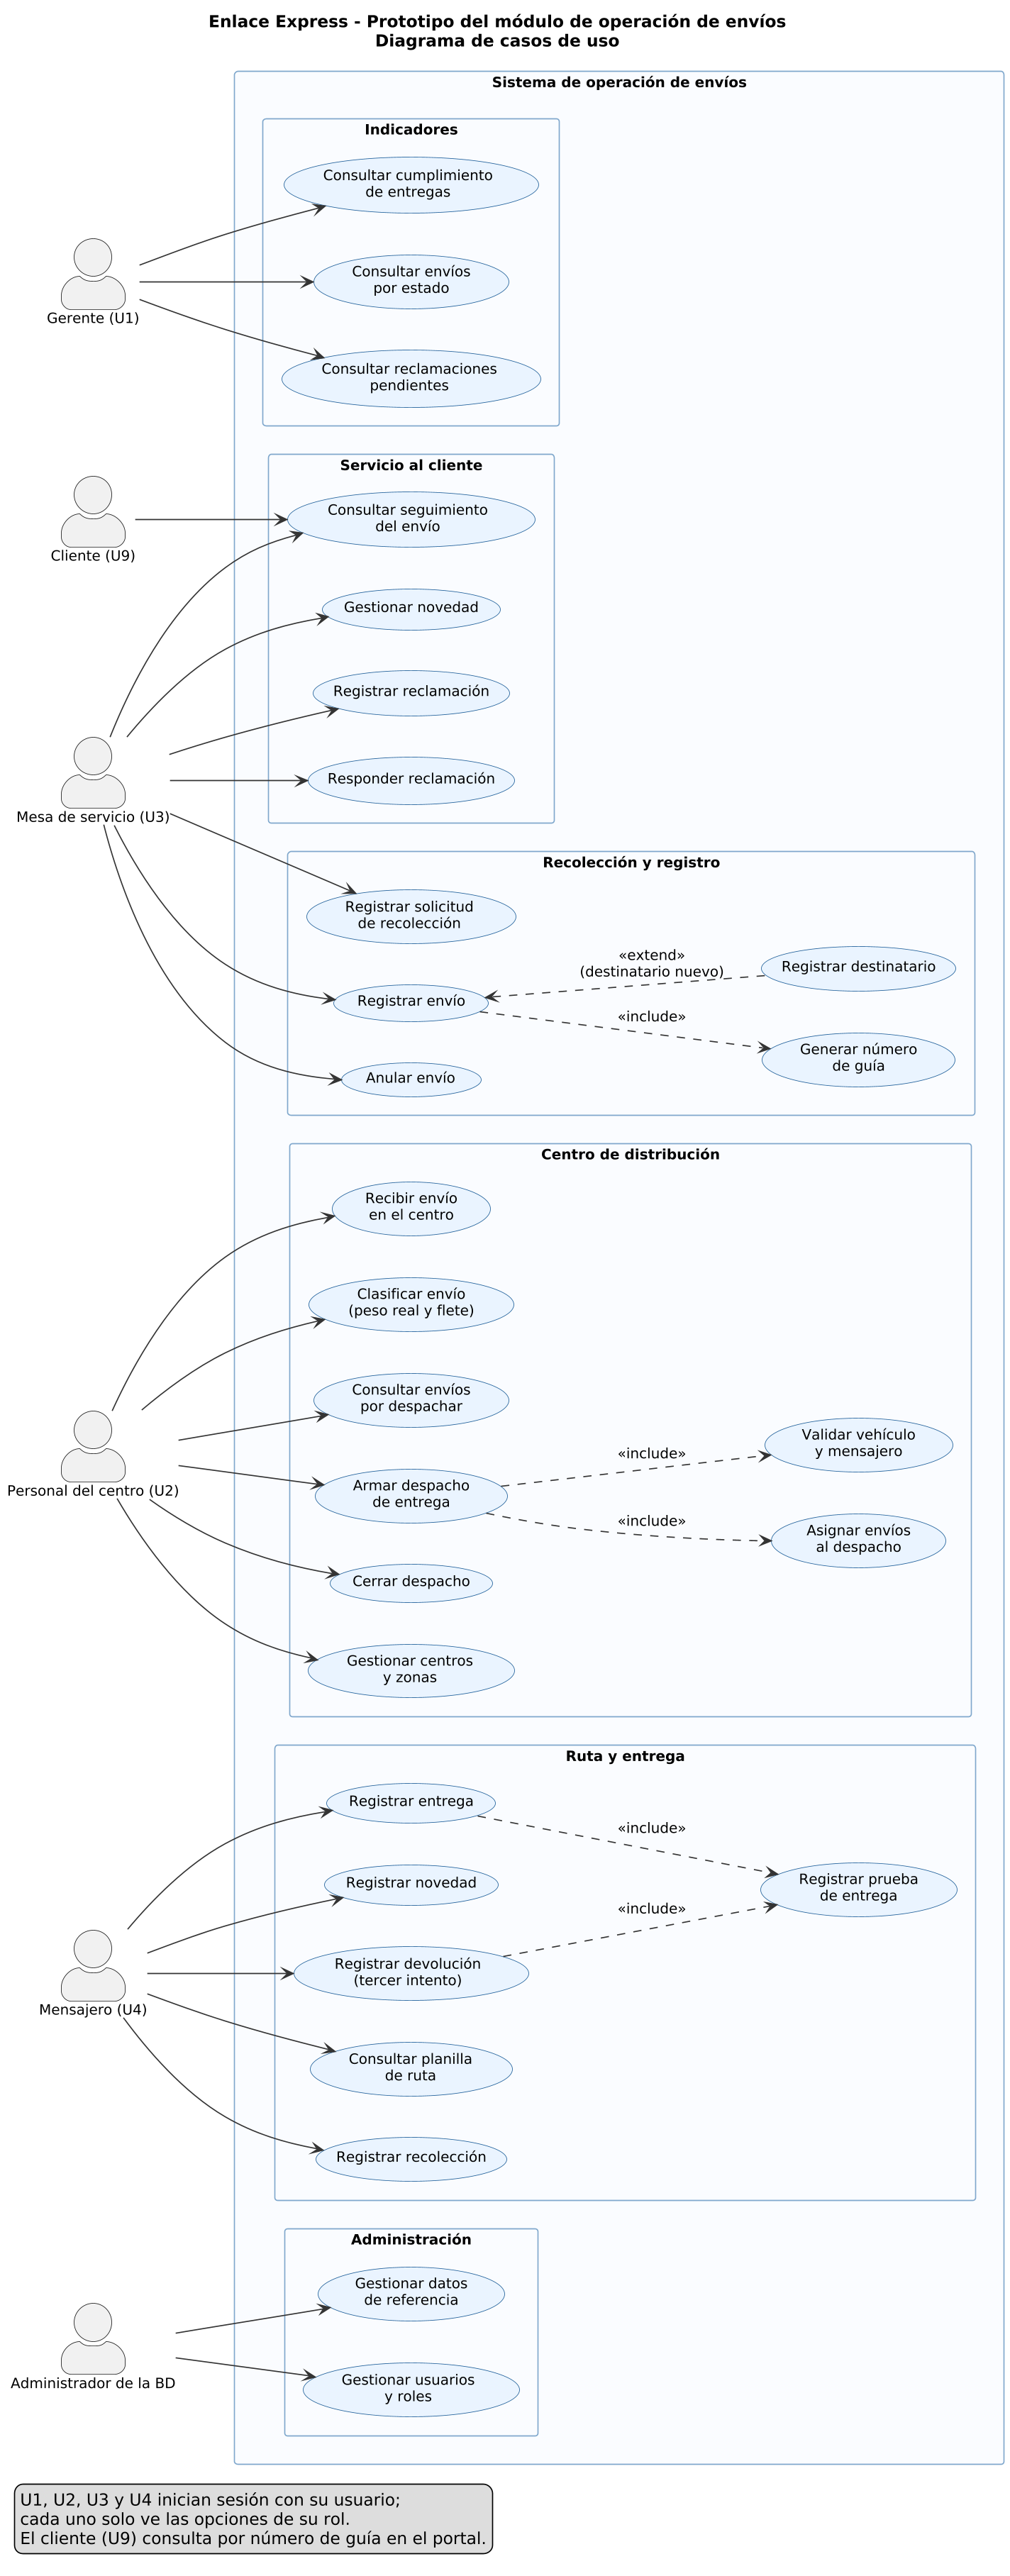 Enlace Express - Prototipo del módulo de operación de envíos
Diagrama de casos de uso
Sistema de operación de envíos
Indicadores
Consultar cumplimiento
de entregas
Consultar envíos
por estado
Gerente (U1)
Consultar reclamaciones
pendientes
Servicio al cliente
Consultar seguimiento
del envío
Cliente (U9)
Gestionar novedad
Registrar reclamación
Responder reclamación
Mesa de servicio (U3)
Recolección y registro
Registrar solicitud
de recolección
«extend»
(destinatario nuevo)
Registrar destinatario
Registrar envío
«include»
Generar número
de guía
Anular envío
Centro de distribución
Recibir envío
en el centro
Clasificar envío
(peso real y flete)
Consultar envíos
por despachar
Validar vehículo
y mensajero
«include»
Armar despacho
de entrega
Personal del centro (U2)
«include»
Asignar envíos
al despacho
Cerrar despacho
Gestionar centros
y zonas
Ruta y entrega
Registrar entrega
«include»
Registrar novedad
Registrar prueba
de entrega
«include»
Registrar devolución
(tercer intento)
Mensajero (U4)
Consultar planilla
de ruta
Registrar recolección
Administración
Gestionar datos
de referencia
Administrador de la BD
Gestionar usuarios
y roles
U1, U2, U3 y U4 inician sesión con su usuario;
cada uno solo ve las opciones de su rol.
El cliente (U9) consulta por número de guía en el portal.